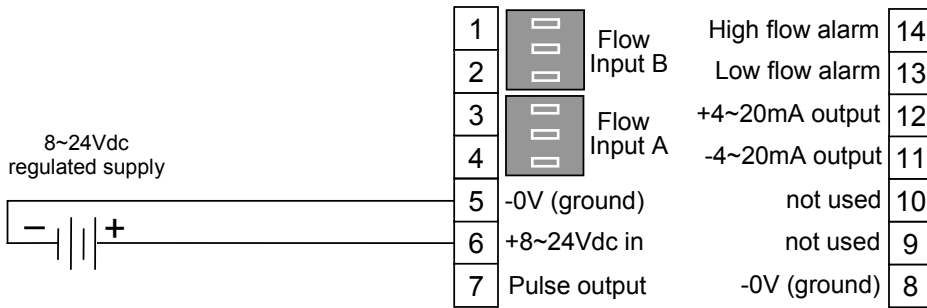 8~24Vdc
regulated supply
−
+
1
2
3
4
5
6
7
Flow
Input B
Flow
Input A
-0V (ground)
+8~24Vdc in
Pulse output
High flow alarm
Low flow alarm
+4~20mA output
-4~20mA output
not used
not used
-0V (ground)
14
13
12
11
10
9
8